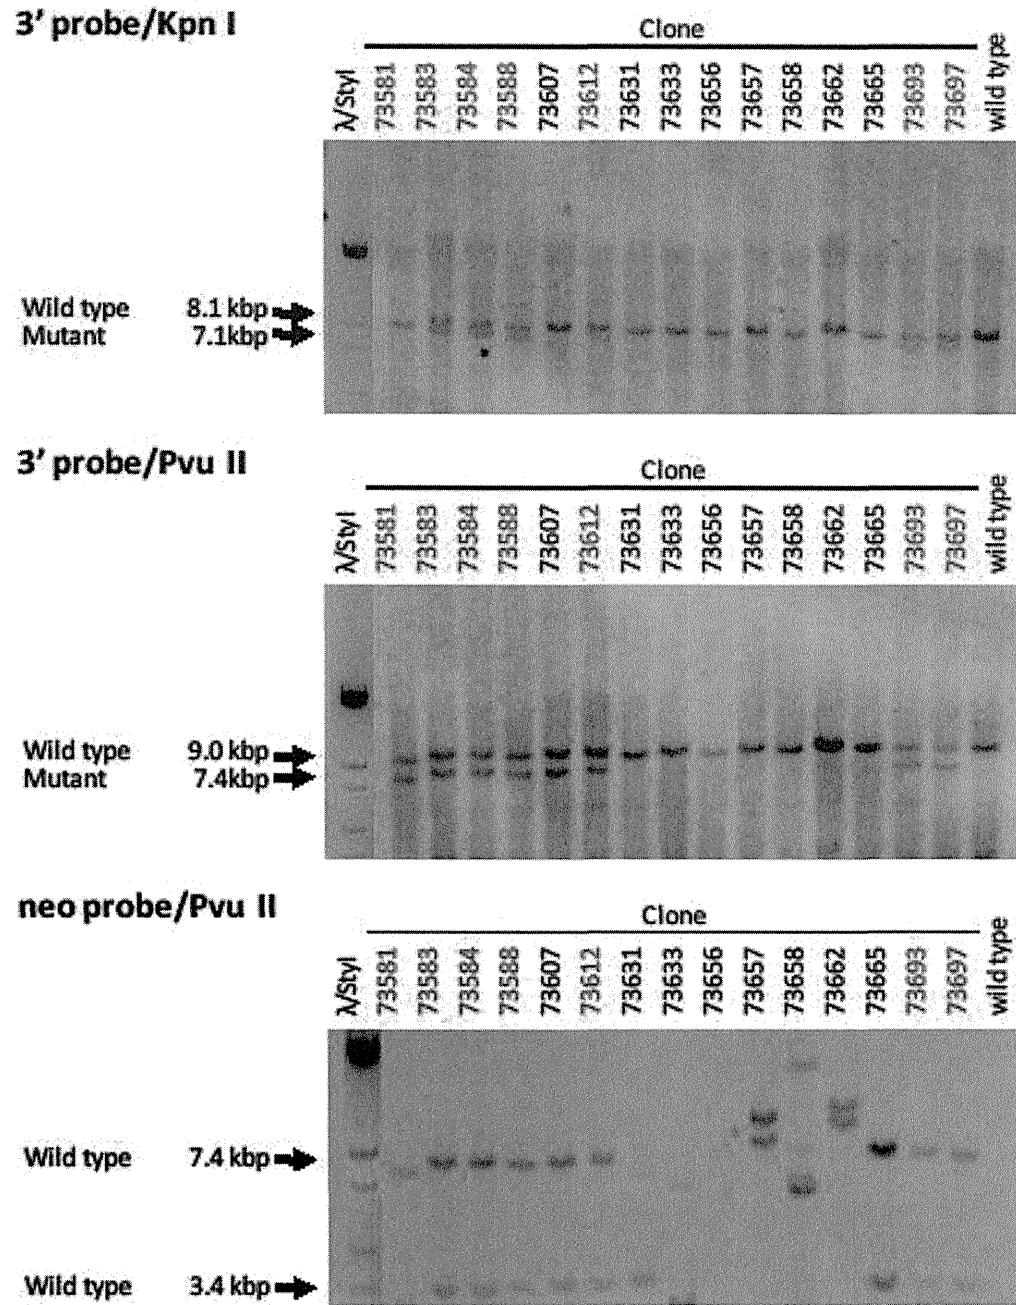 3' probe/Kpn I
Clone
λ/StyI 73581 73583 73584 73588 73607 73612 73631 73633 73656 73657 73658 73662 73665 73693 73697 wild type
Wild type 8.1 kbp
Mutant 7.1kbp
3' probe/Pvu II
Clone
λ/StyI 73581 73583 73584 73588 73607 73612 73631 73633 73656 73657 73658 73662 73665 73693 73697 wild type
Wild type 9.0 kbp
Mutant 7.4kbp
neo probe/Pvu II
Clone
λ/StyI 73581 73583 73584 73588 73607 73612 73631 73633 73656 73657 73658 73662 73665 73693 73697 wild type
Wild type 7.4 kbp
Wild type 3.4 kbp